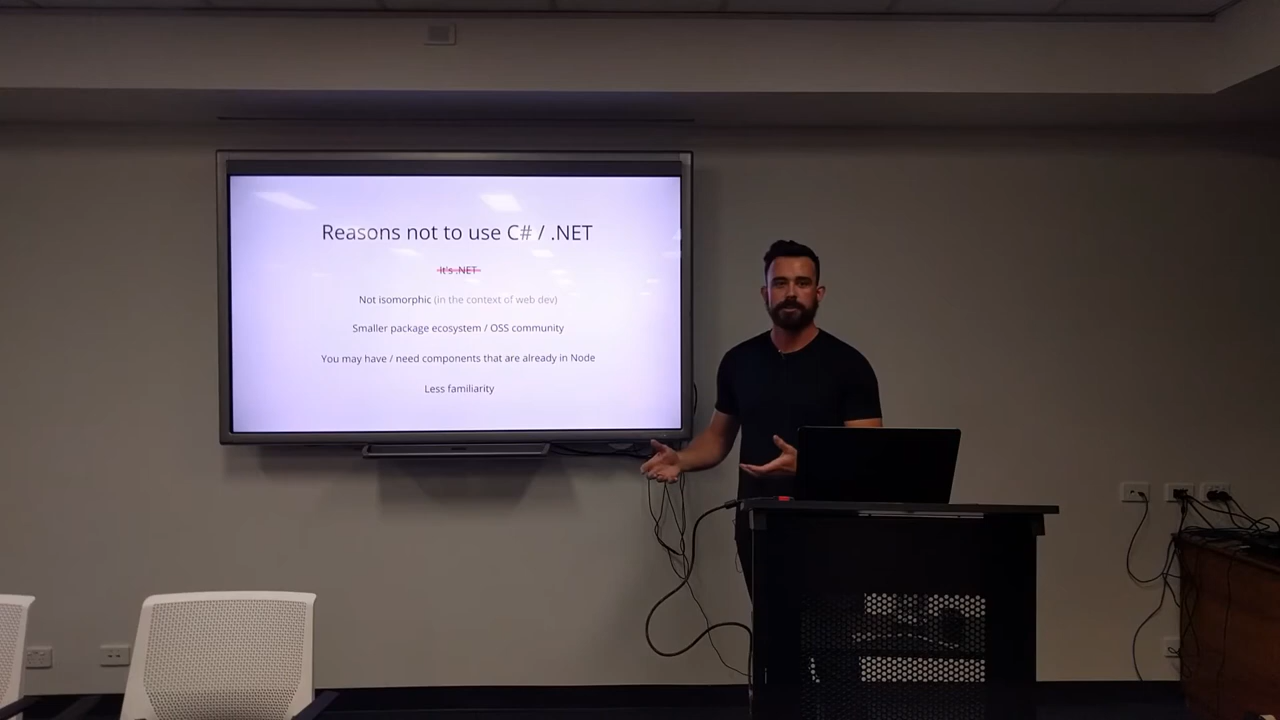 Reasons not to use C# / .NET
It's .NET
Not isomorphic (in the context of web dev)
Smaller package ecosystem / OSS community
You may have / need components that are already in Node
Less familiarity